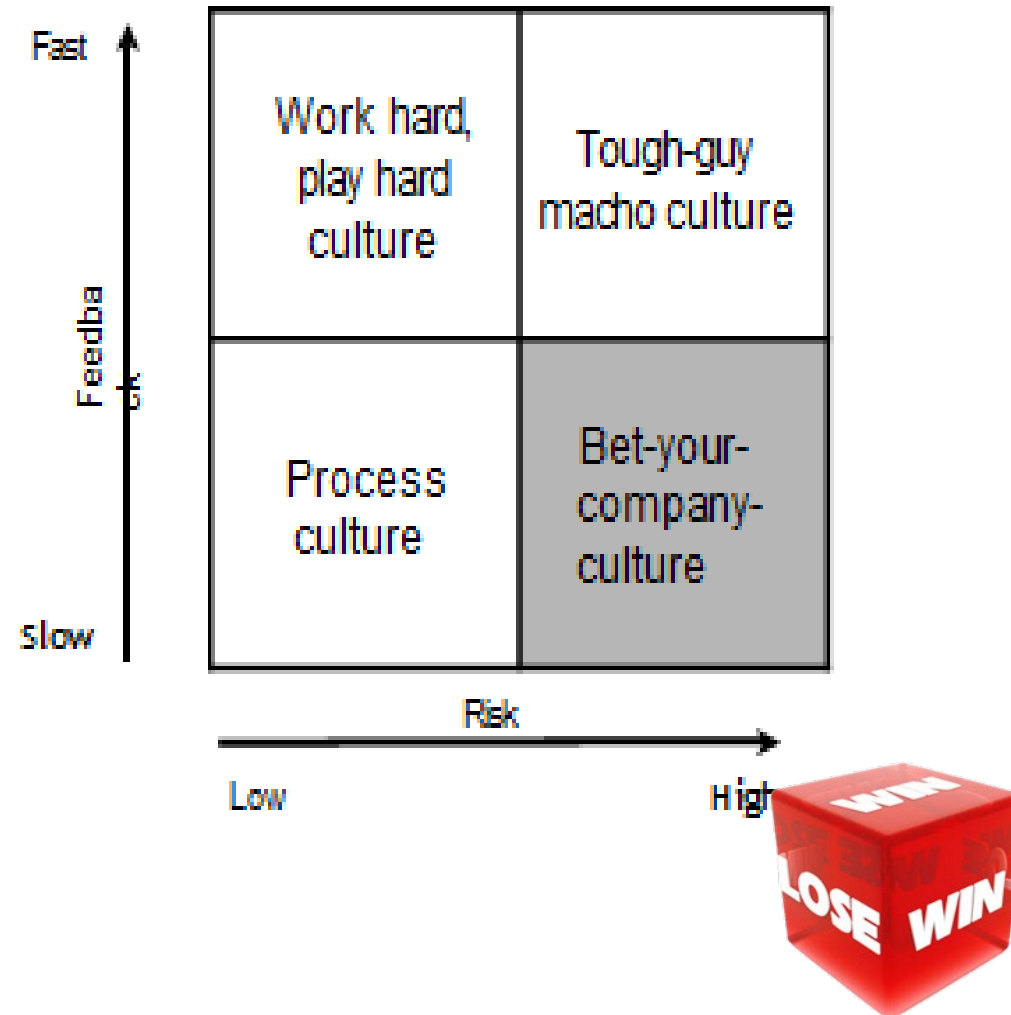 Fast
Work hard,
play hard
culture
Tough-guy
macho culture
Feedba
Process
culture
Bet-your-
company-
culture
Slow
Risk
Low
High
WIN
LOSE
WIN